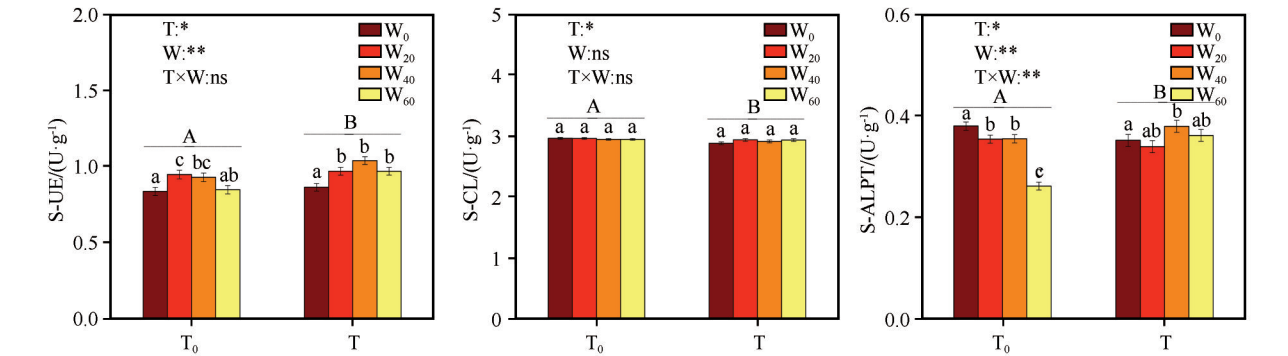 S-UE/(U·g⁻¹)
2.0
1.5
1.0
0.5
0.0
T:*
W:**
T×W:ns
W₀
W₂₀
W₄₀
W₆₀
A
a
c
bc
ab
B
a
b
b
b
T₀
T
S-CL/(U·g⁻¹)
5
4
3
2
1
0
T:*
W:ns
T×W:ns
W₀
W₂₀
W₄₀
W₆₀
A
a
a
a
a
B
a
a
a
a
T₀
T
S-ALPT/(U·g⁻¹)
0.6
0.4
0.2
0.0
T:*
W:**
T×W:**
W₀
W₂₀
W₄₀
W₆₀
A
a
b
b
c
B
a
ab
b
ab
T₀
T